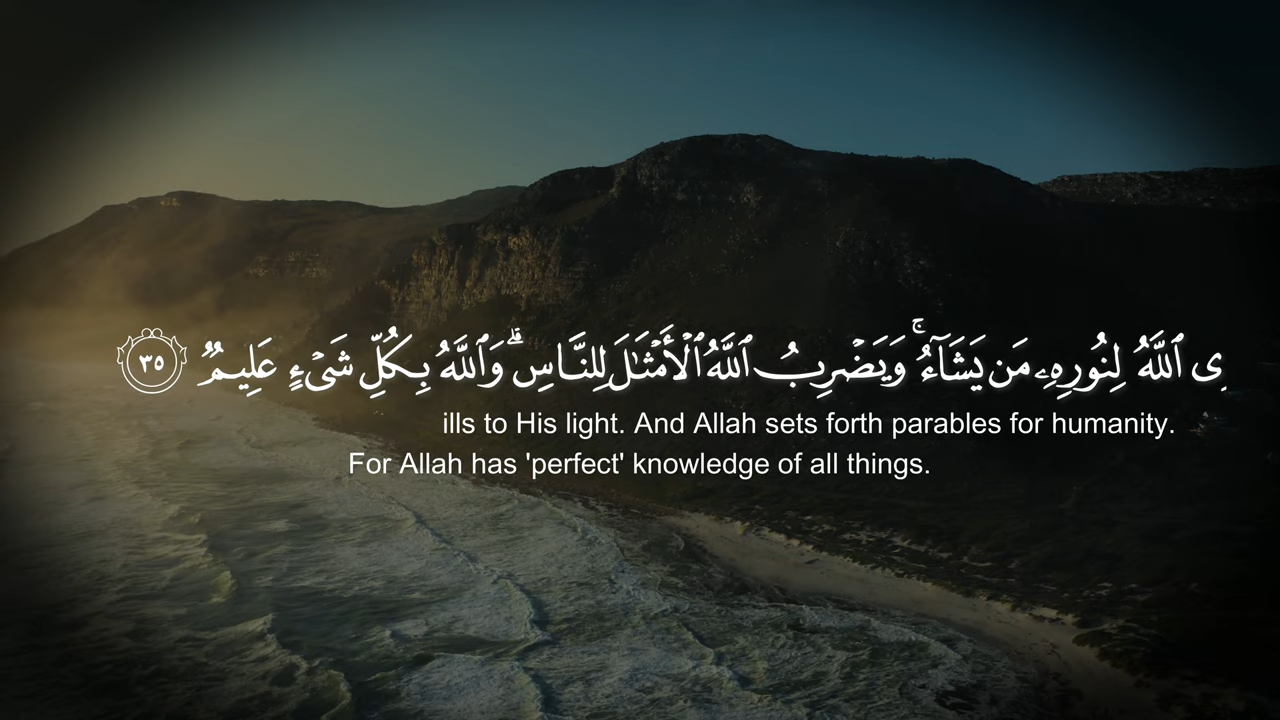 ِى ٱللَّهُ لِنُورِهِۦ مَن يَشَآءُ ۚ وَيَضْرِبُ ٱللَّهُ ٱلْأَمْثَـٰلَ لِلنَّاسِ ۗ وَٱللَّهُ بِكُلِّ شَىْءٍ عَلِيمٌ ٣٥
ills to His light. And Allah sets forth parables for humanity.
For Allah has 'perfect' knowledge of all things.